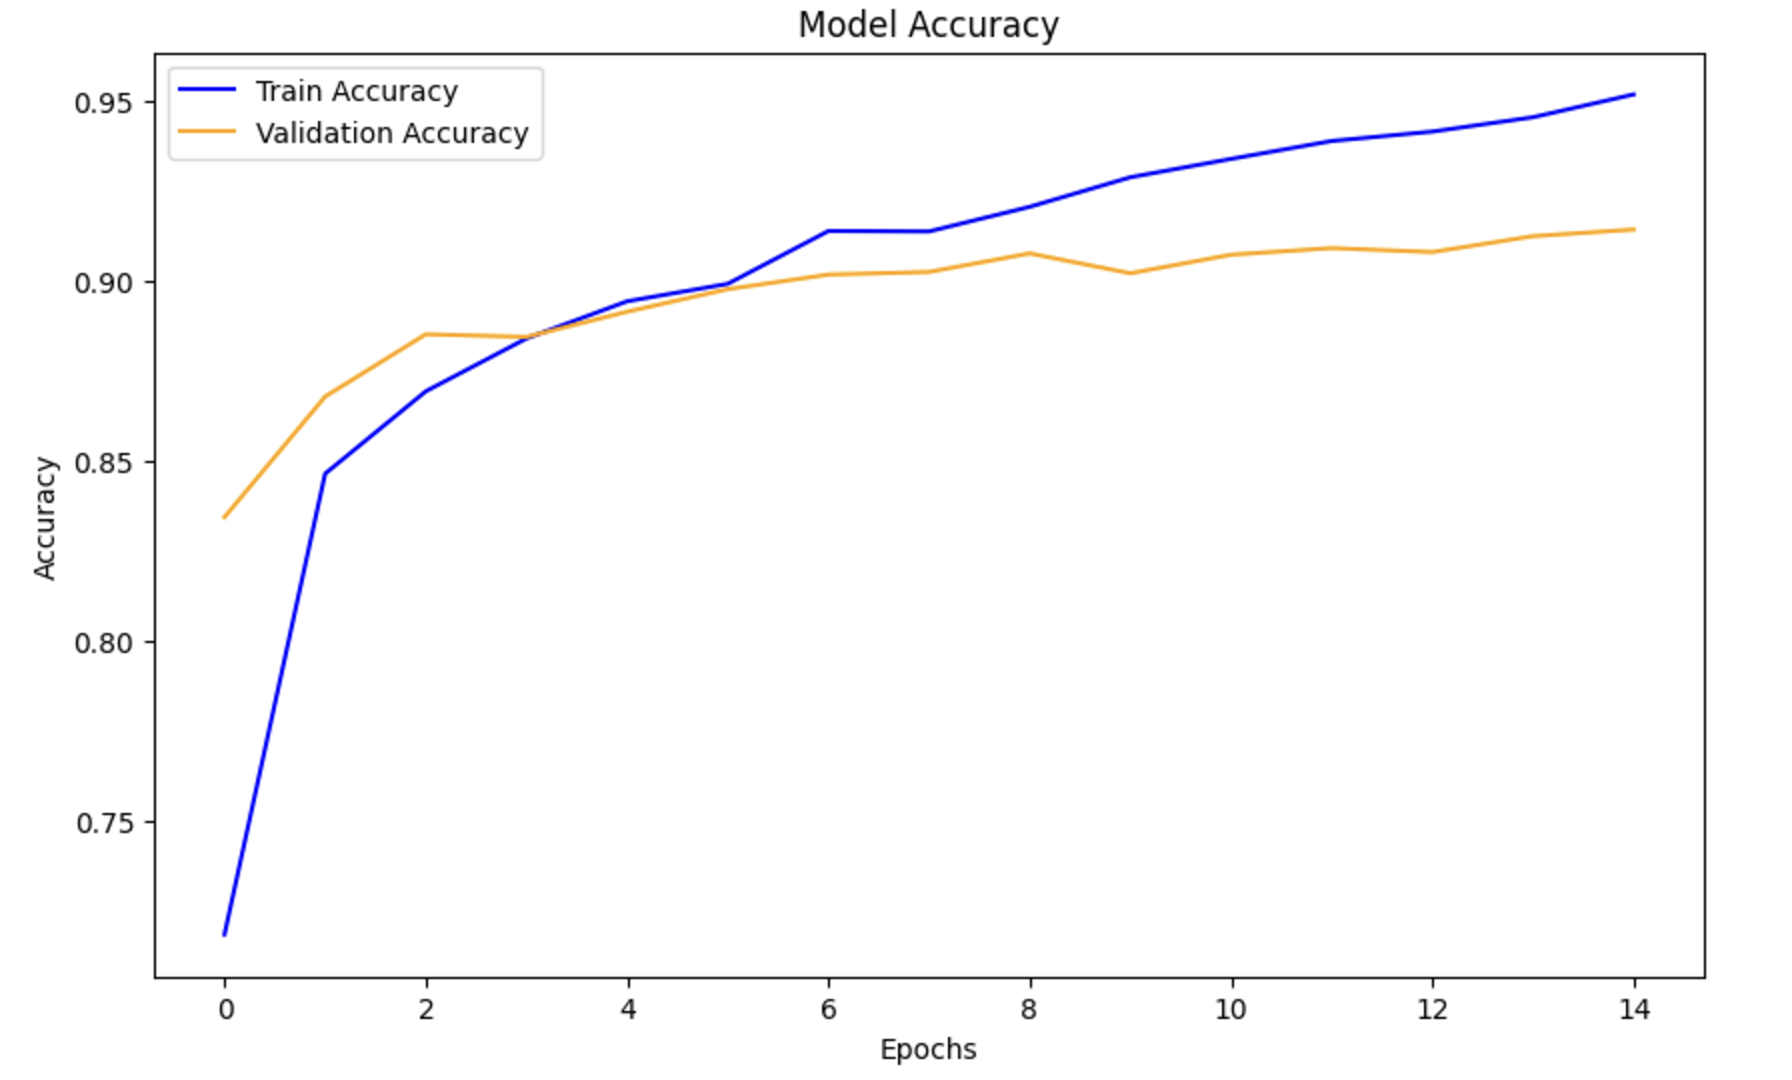 Model Accuracy
Train Accuracy
Validation Accuracy
0.95
0.90
0.85
0.80
0.75
Accuracy
0 2 4 6 8 10 12 14
Epochs